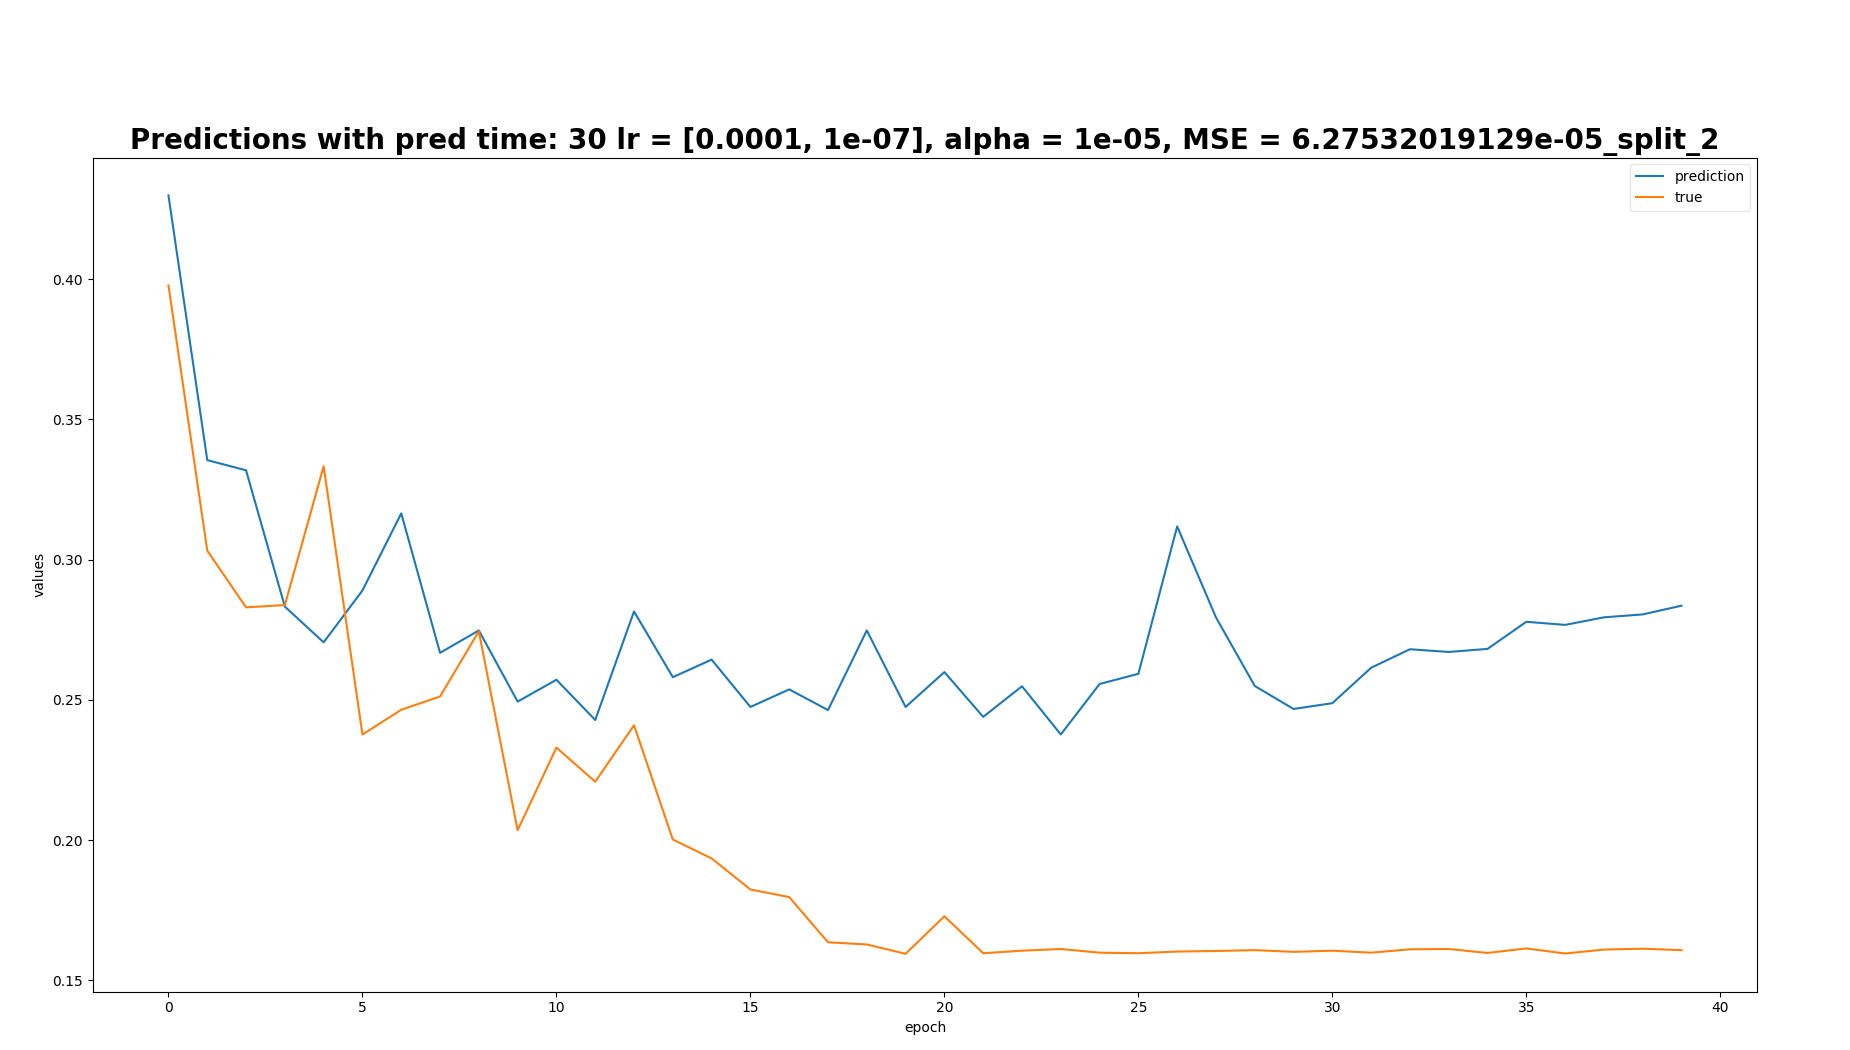 Predictions with pred time: 30 lr = [0.0001, 1e-07], alpha = 1e-05, MSE = 6.27532019129e-05_split_2
prediction
true
0.40
0.35
0.30
0.25
0.20
0.15
values
0 5 10 15 20 25 30 35 40
epoch